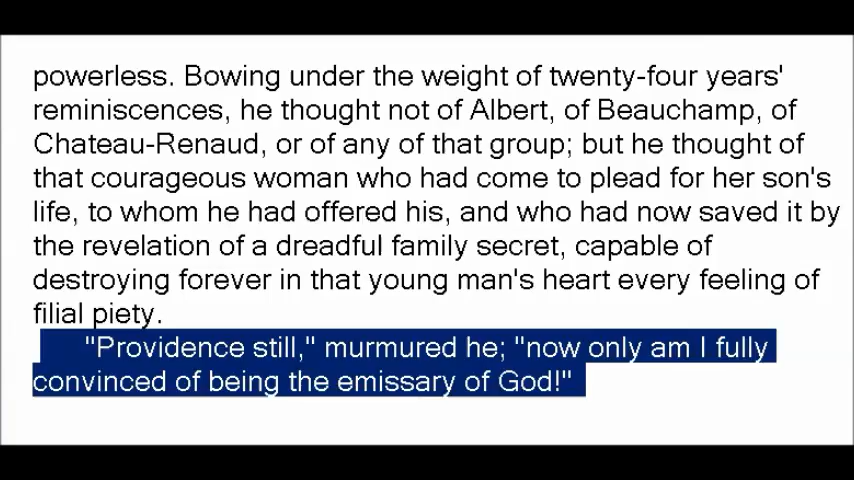 powerless. Bowing under the weight of twenty-four years'
reminiscences, he thought not of Albert, of Beauchamp, of
Chateau-Renaud, or of any of that group; but he thought of
that courageous woman who had come to plead for her son's
life, to whom he had offered his, and who had now saved it by
the revelation of a dreadful family secret, capable of
destroying forever in that young man's heart every feeling of
filial piety.
"Providence still," murmured he; "now only am I fully
convinced of being the emissary of God!"